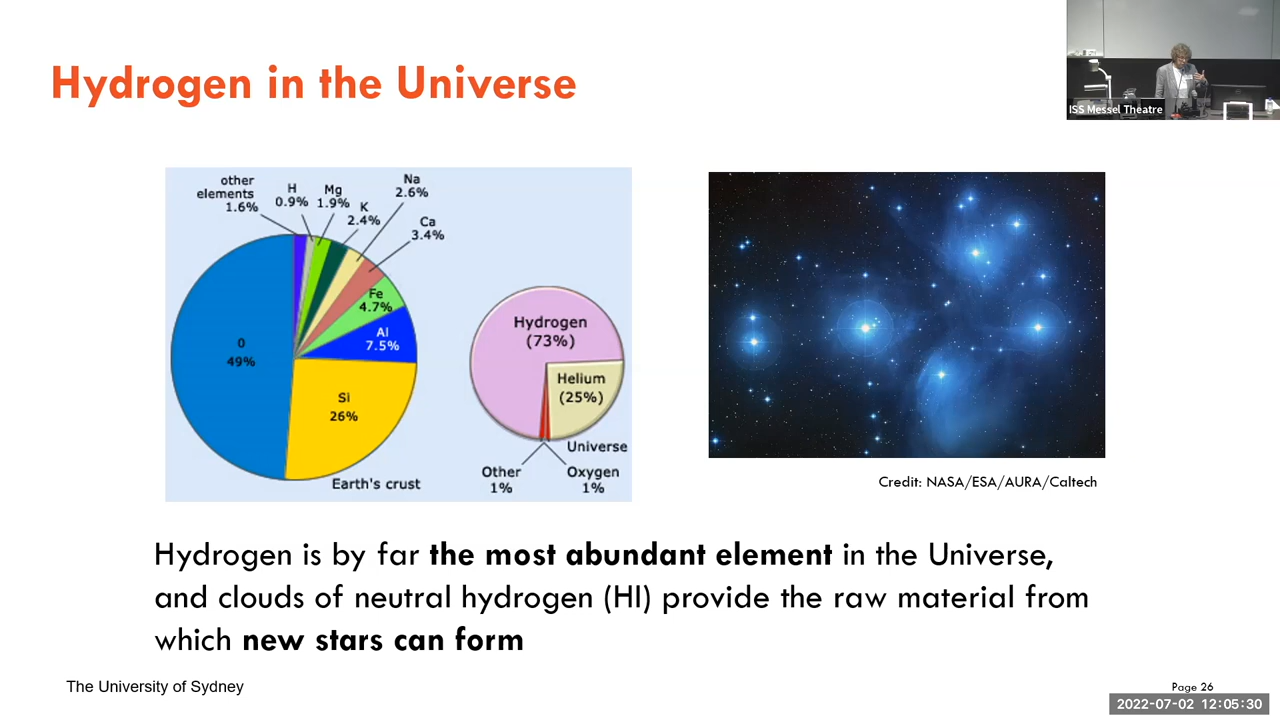 Hydrogen in the Universe
ISS Messel Theatre
other
elements
1.6%
H
0.9%
Mg
1.9%
K
2.4%
Na
2.6%
Ca
3.4%
Fe
4.7%
Al
7.5%
O
49%
Si
26%
Earth's crust
Hydrogen
(73%)
Helium
(25%)
Universe
Other
1%
Oxygen
1%
Credit: NASA/ESA/AURA/Caltech
Hydrogen is by far the most abundant element in the Universe,
and clouds of neutral hydrogen (HI) provide the raw material from
which new stars can form
The University of Sydney
Page 26
2022-07-02 12:05:30